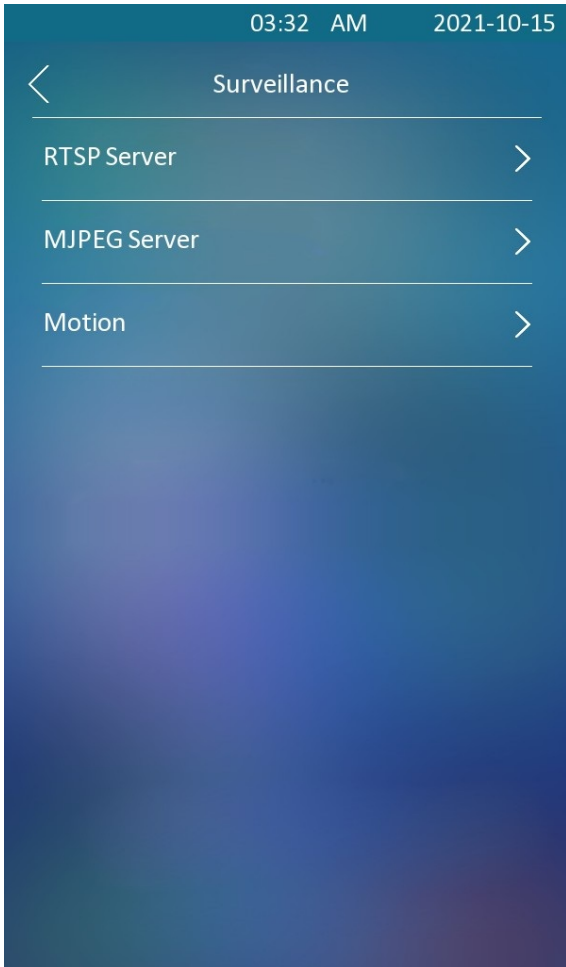 03:32 AM 2021-10-15
Surveillance
RTSP Server
MJPEG Server
Motion